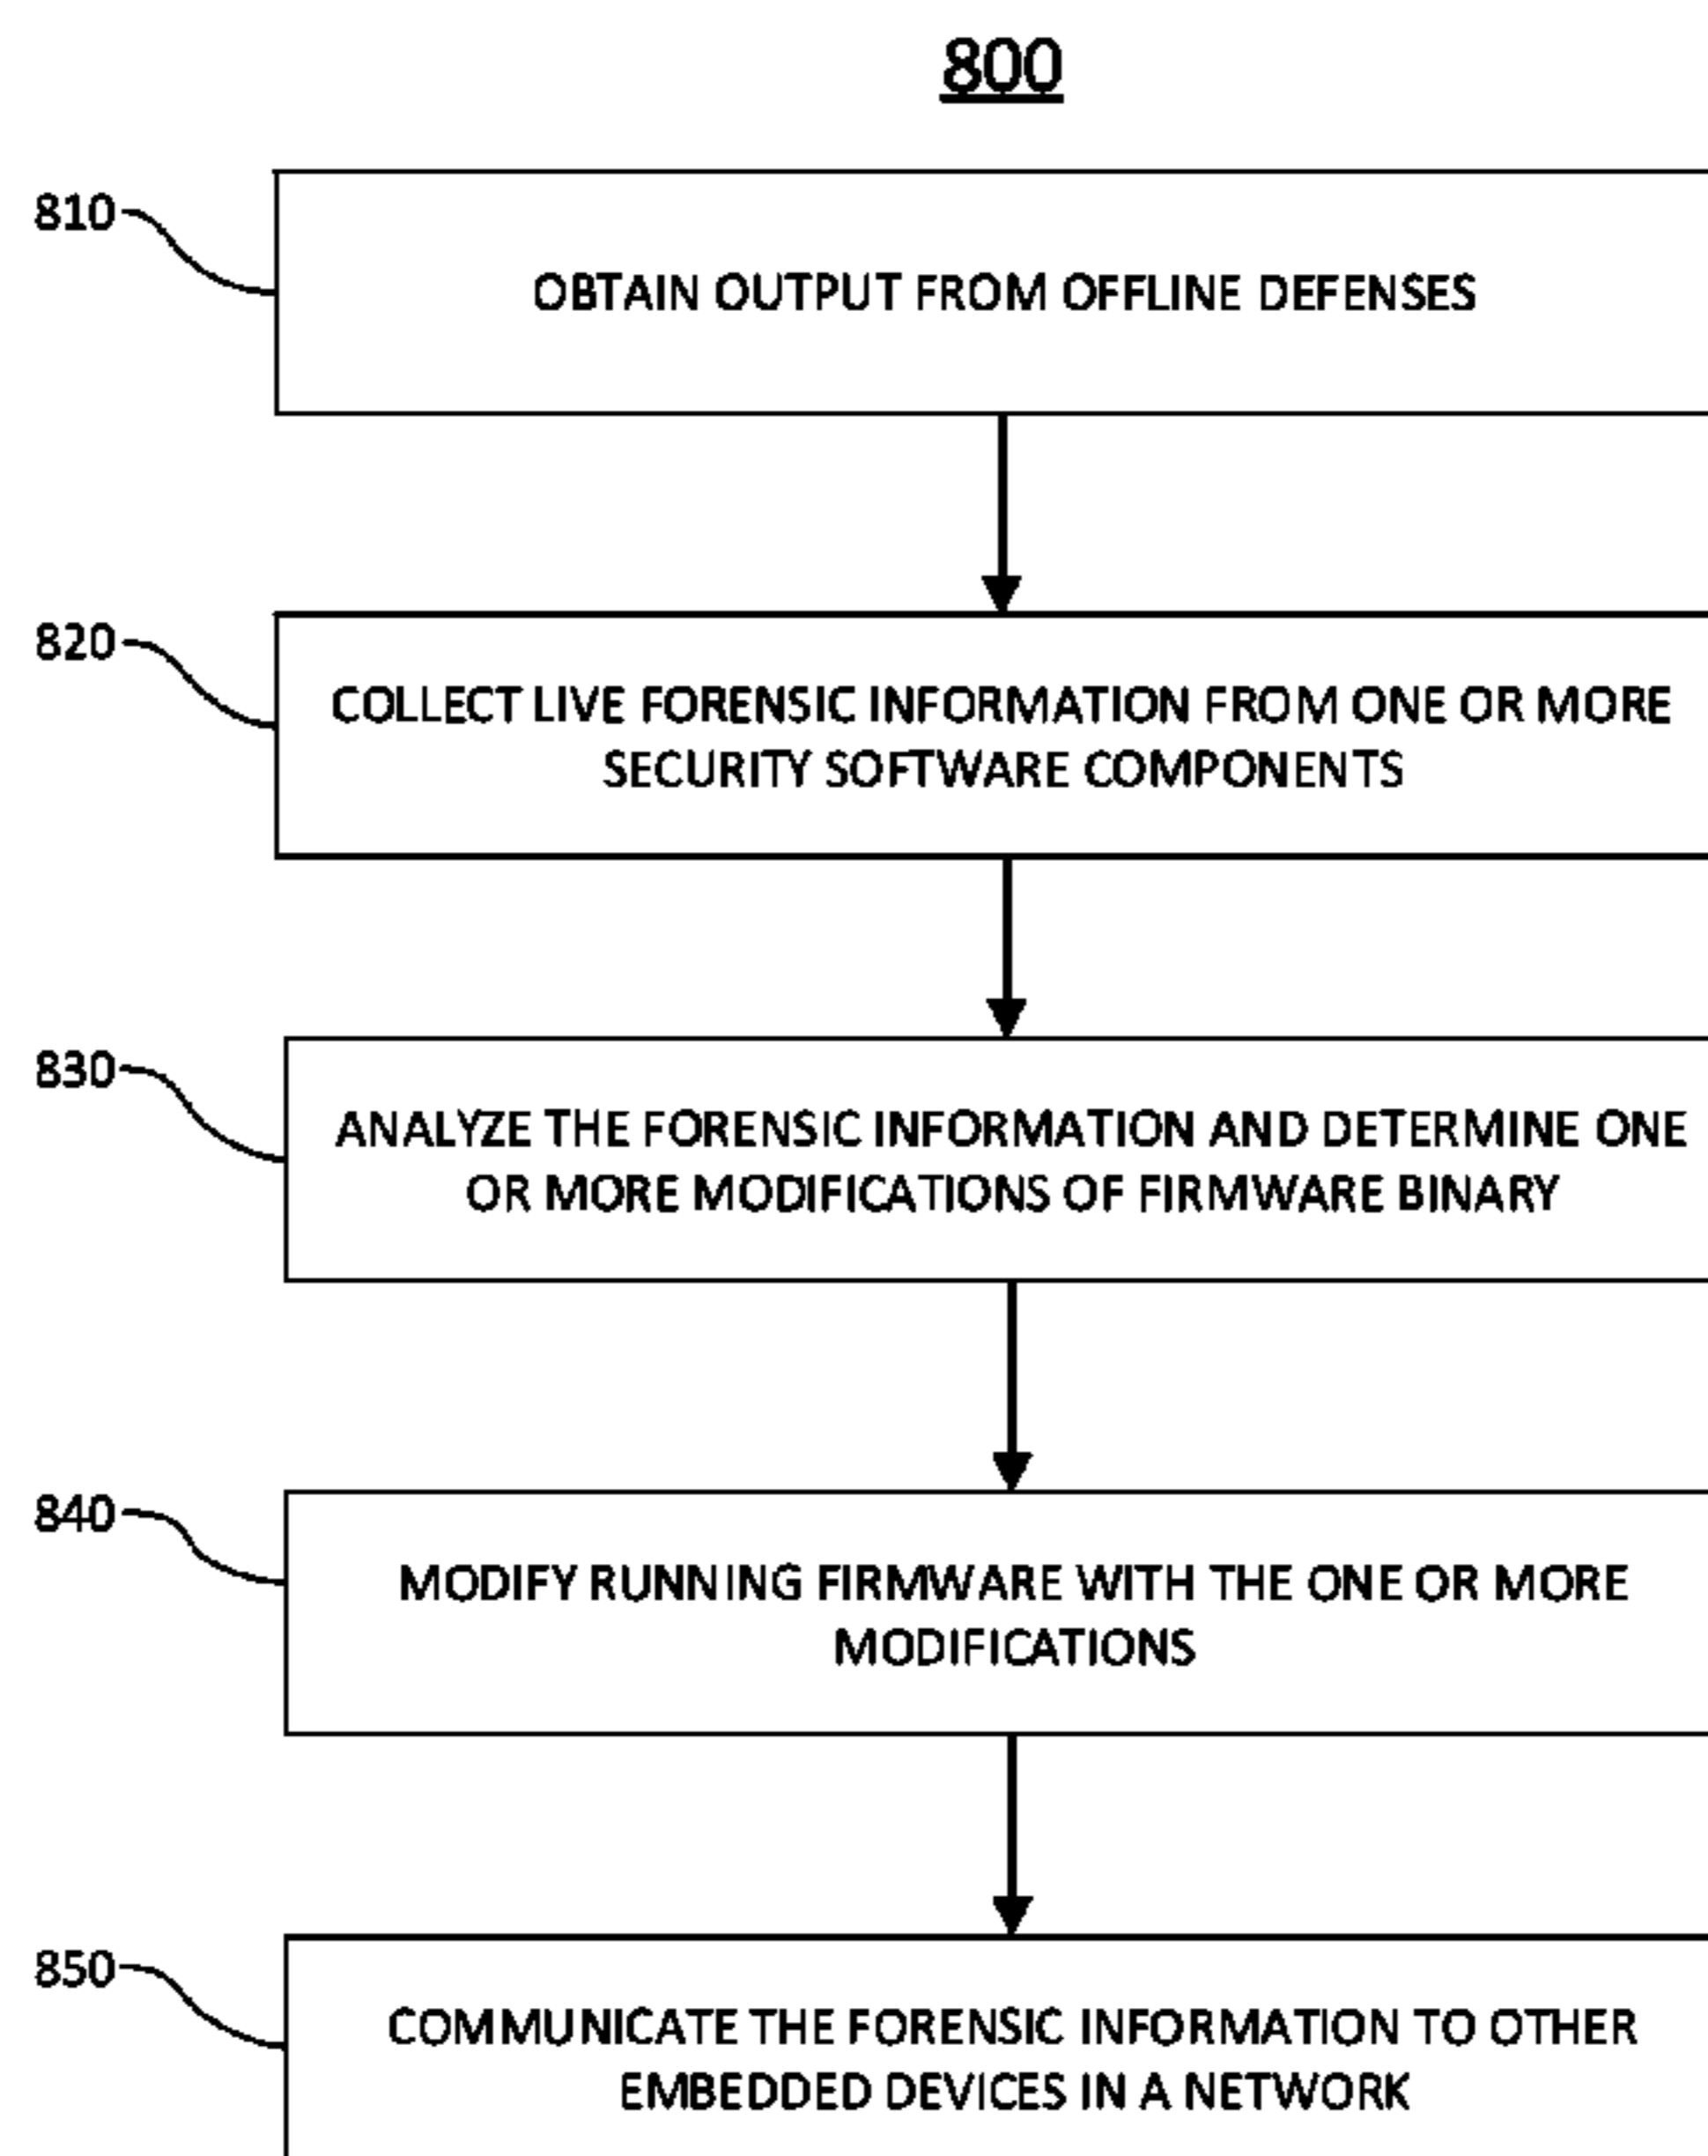 800
810
OBTAIN OUTPUT FROM OFFLINE DEFENSES
820
COLLECT LIVE FORENSIC INFORMATION FROM ONE OR MORE
SECURITY SOFTWARE COMPONENTS
830
ANALYZE THE FORENSIC INFORMATION AND DETERMINE ONE
OR MORE MODIFICATIONS OF FIRMWARE BINARY
840
MODIFY RUNNING FIRMWARE WITH THE ONE OR MORE
MODIFICATIONS
850
COMMUNICATE THE FORENSIC INFORMATION TO OTHER
EMBEDDED DEVICES IN A NETWORK